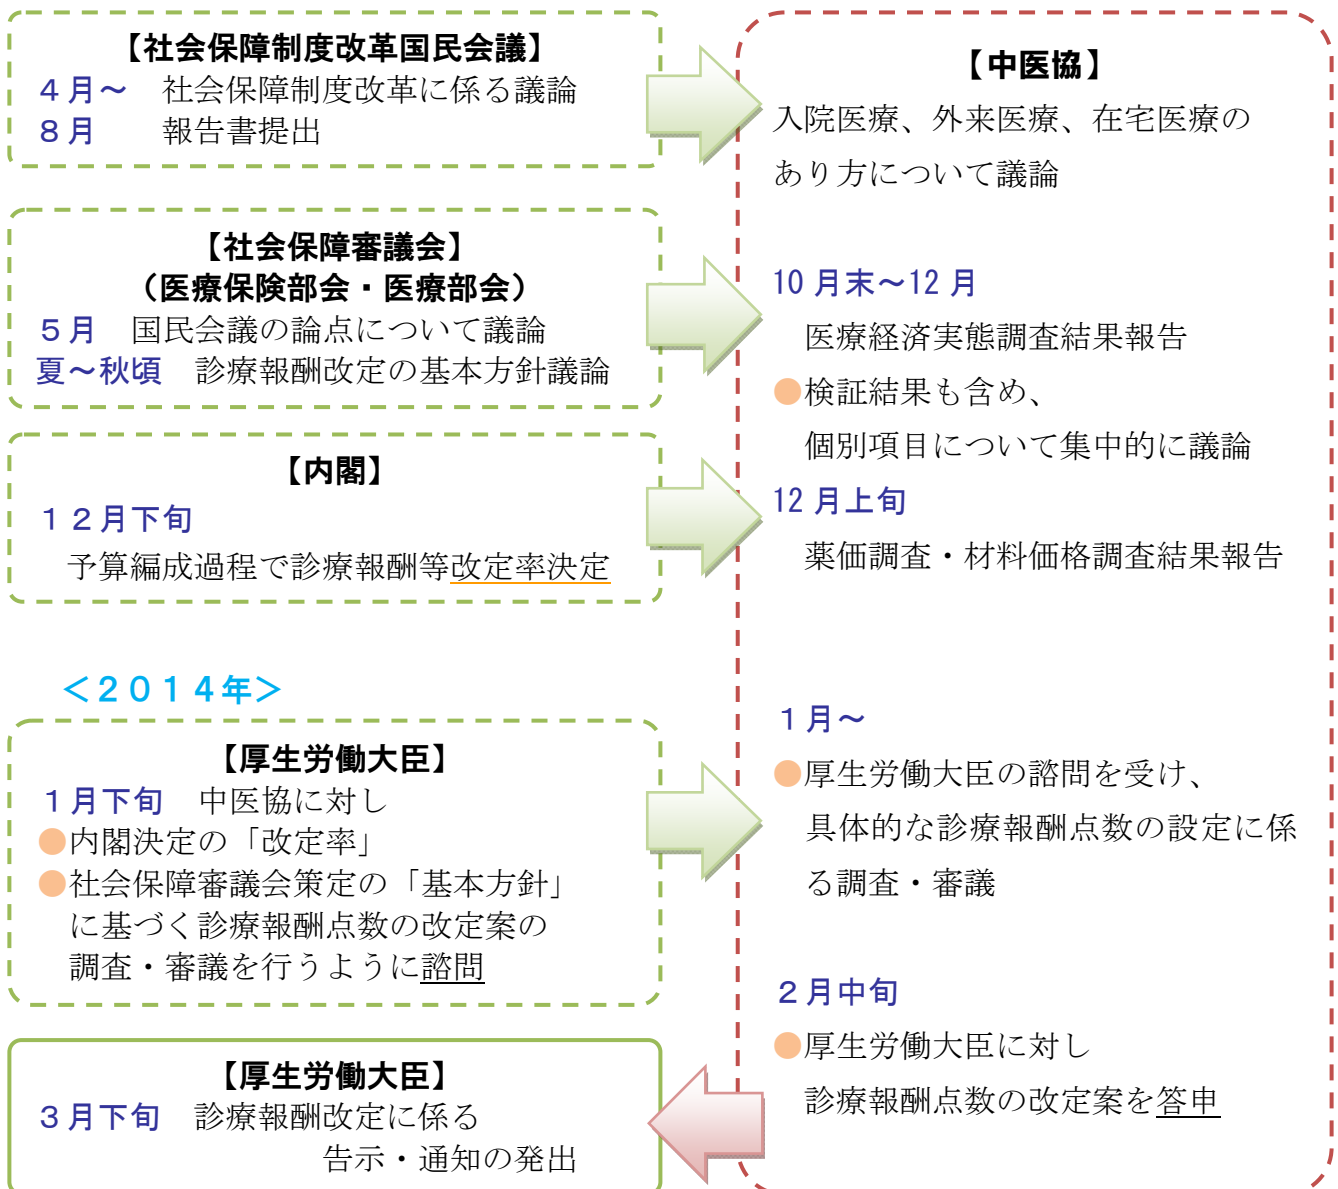 【社会保障制度改革国民会議】
４月～　社会保障制度改革に係る議論
８月　　報告書提出
【社会保障審議会】
（医療保険部会・医療部会）
５月　国民会議の論点について議論
夏～秋頃　診療報酬改定の基本方針議論
【内閣】
１２月下旬
予算編成過程で診療報酬等改定率決定
＜２０１４年＞
【厚生労働大臣】
１月下旬　中医協に対し
●内閣決定の「改定率」
●社会保障審議会策定の「基本方針」
に基づく診療報酬点数の改定案の
調査・審議を行うように諮問
【厚生労働大臣】
３月下旬　診療報酬改定に係る
告示・通知の発出
【中医協】
入院医療、外来医療、在宅医療の
あり方について議論
10月末～12月
医療経済実態調査結果報告
●検証結果も含め、
個別項目について集中的に議論
12月上旬
薬価調査・材料価格調査結果報告
１月～
●厚生労働大臣の諮問を受け、
具体的な診療報酬点数の設定に係
る調査・審議
２月中旬
●厚生労働大臣に対し
診療報酬点数の改定案を答申